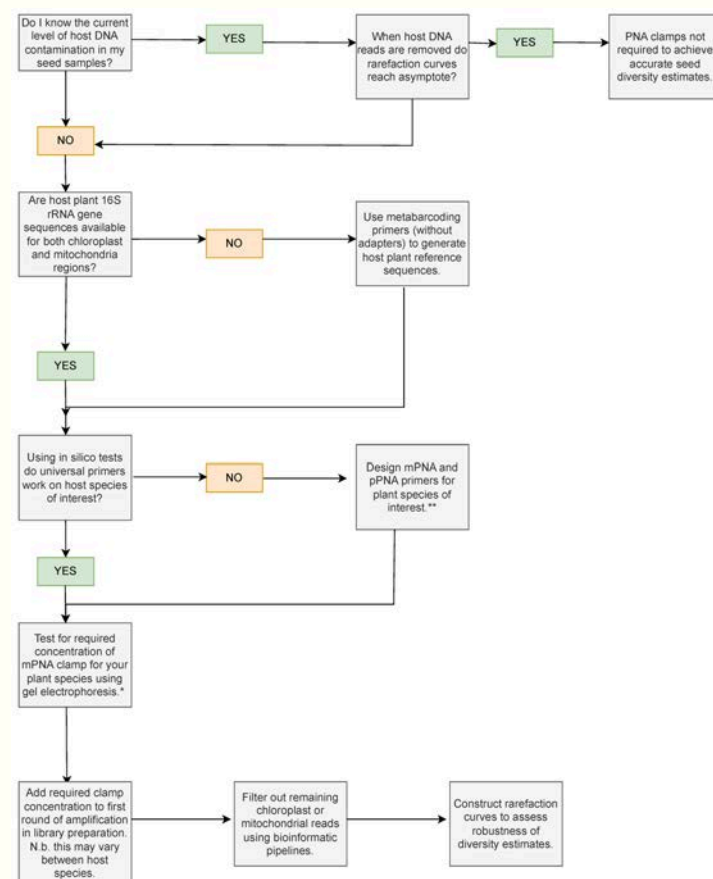 Do I know the current
level of host DNA
contamination in my
seed samples?
YES
When host DNA
reads are removed do
rarefaction curves
reach asymptote?
YES
PNA clamps not
required to achieve
accurate seed
diversity estimates.
NO
Are host plant 16S
rRNA gene
sequences available
for both chloroplast
and mitochondria
regions?
NO
Use metabarcoding
primers (without
adapters) to generate
host plant reference
sequences.
YES
Using in silico tests
do universal primers
work on host species
of interest?
NO
Design mPNA and
pPNA primers for
plant species of
interest.**
YES
Test for required
concentration of
mPNA clamp for your
plant species using
gel electrophoresis.*
Add required clamp
concentration to first
round of amplification
in library preparation.
N.b. this may vary
between host
species.
Filter out remaining
chloroplast or
mitochondrial reads
using bioinformatic
pipelines.
Construct rarefaction
curves to assess
robustness of
diversity estimates.